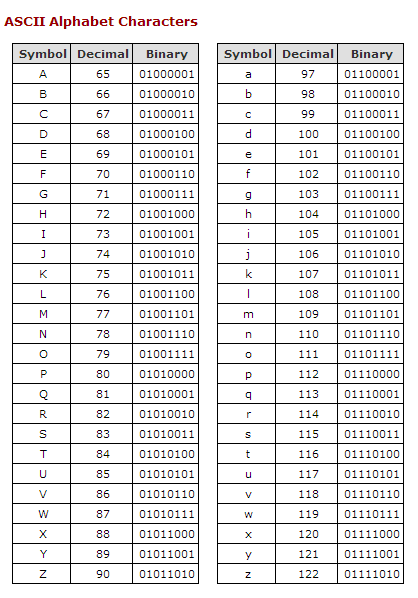 ASCII Alphabet Characters
Symbol Decimal Binary Symbol Decimal Binary
A 65 01000001 a 97 01100001
B 66 01000010 b 98 01100010
C 67 01000011 c 99 01100011
D 68 01000100 d 100 01100100
E 69 01000101 e 101 01100101
F 70 01000110 f 102 01100110
G 71 01000111 g 103 01100111
H 72 01001000 h 104 01101000
I 73 01001001 i 105 01101001
J 74 01001010 j 106 01101010
K 75 01001011 k 107 01101011
L 76 01001100 l 108 01101100
M 77 01001101 m 109 01101101
N 78 01001110 n 110 01101110
O 79 01001111 o 111 01101111
P 80 01010000 p 112 01110000
Q 81 01010001 q 113 01110001
R 82 01010010 r 114 01110010
S 83 01010011 s 115 01110011
T 84 01010100 t 116 01110100
U 85 01010101 u 117 01110101
V 86 01010110 v 118 01110110
W 87 01010111 w 119 01110111
X 88 01011000 x 120 01111000
Y 89 01011001 y 121 01111001
Z 90 01011010 z 122 01111010